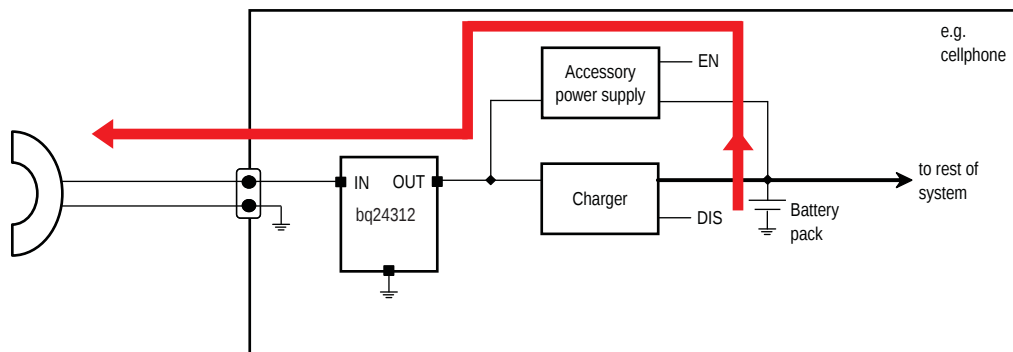 e.g.
cellphone
Accessory
power supply
EN
IN
OUT
bq24312
Charger
DIS
to rest of
system
Battery
pack